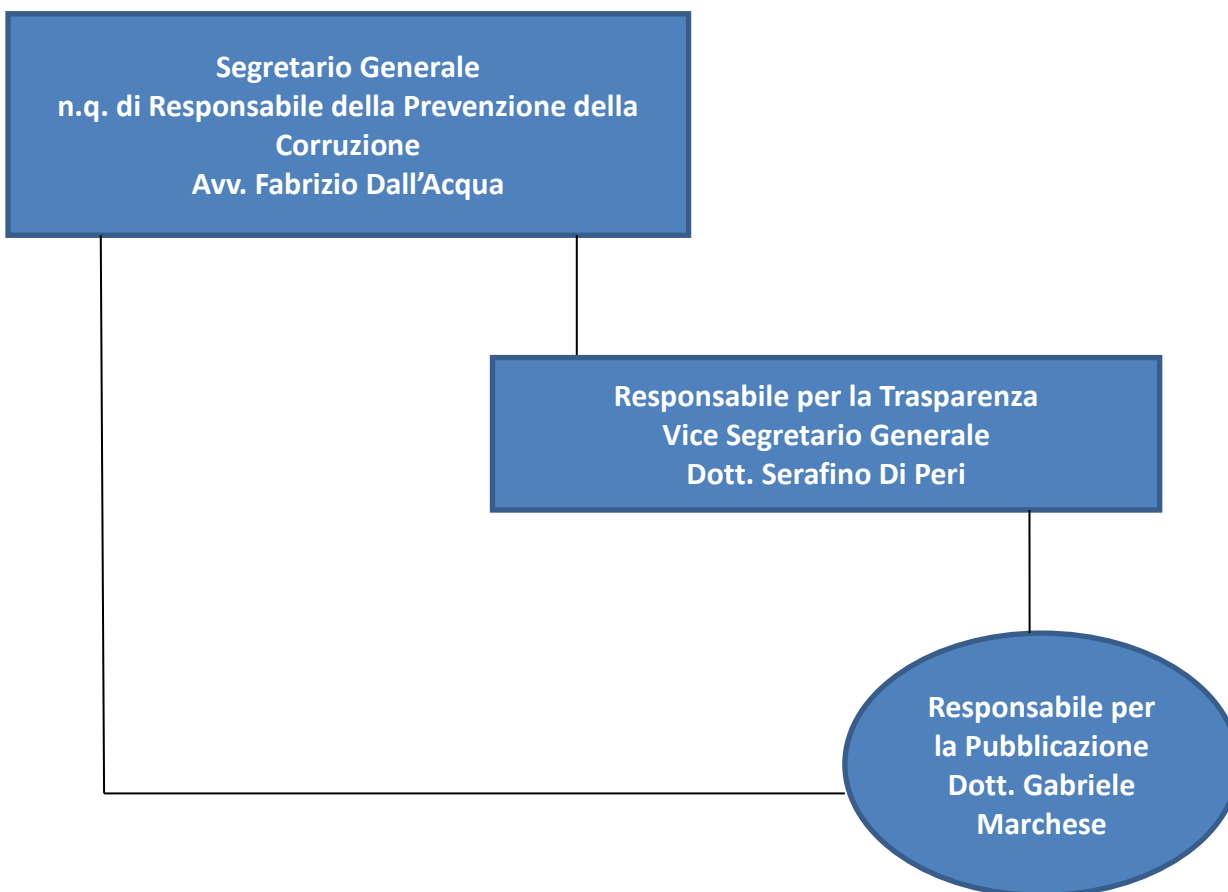 Segretario Generale
n.q. di Responsabile della Prevenzione della
Corruzione
Avv. Fabrizio Dall’Acqua
Responsabile per la Trasparenza
Vice Segretario Generale
Dott. Serafino Di Peri
Responsabile per
la Pubblicazione
Dott. Gabriele
Marchese